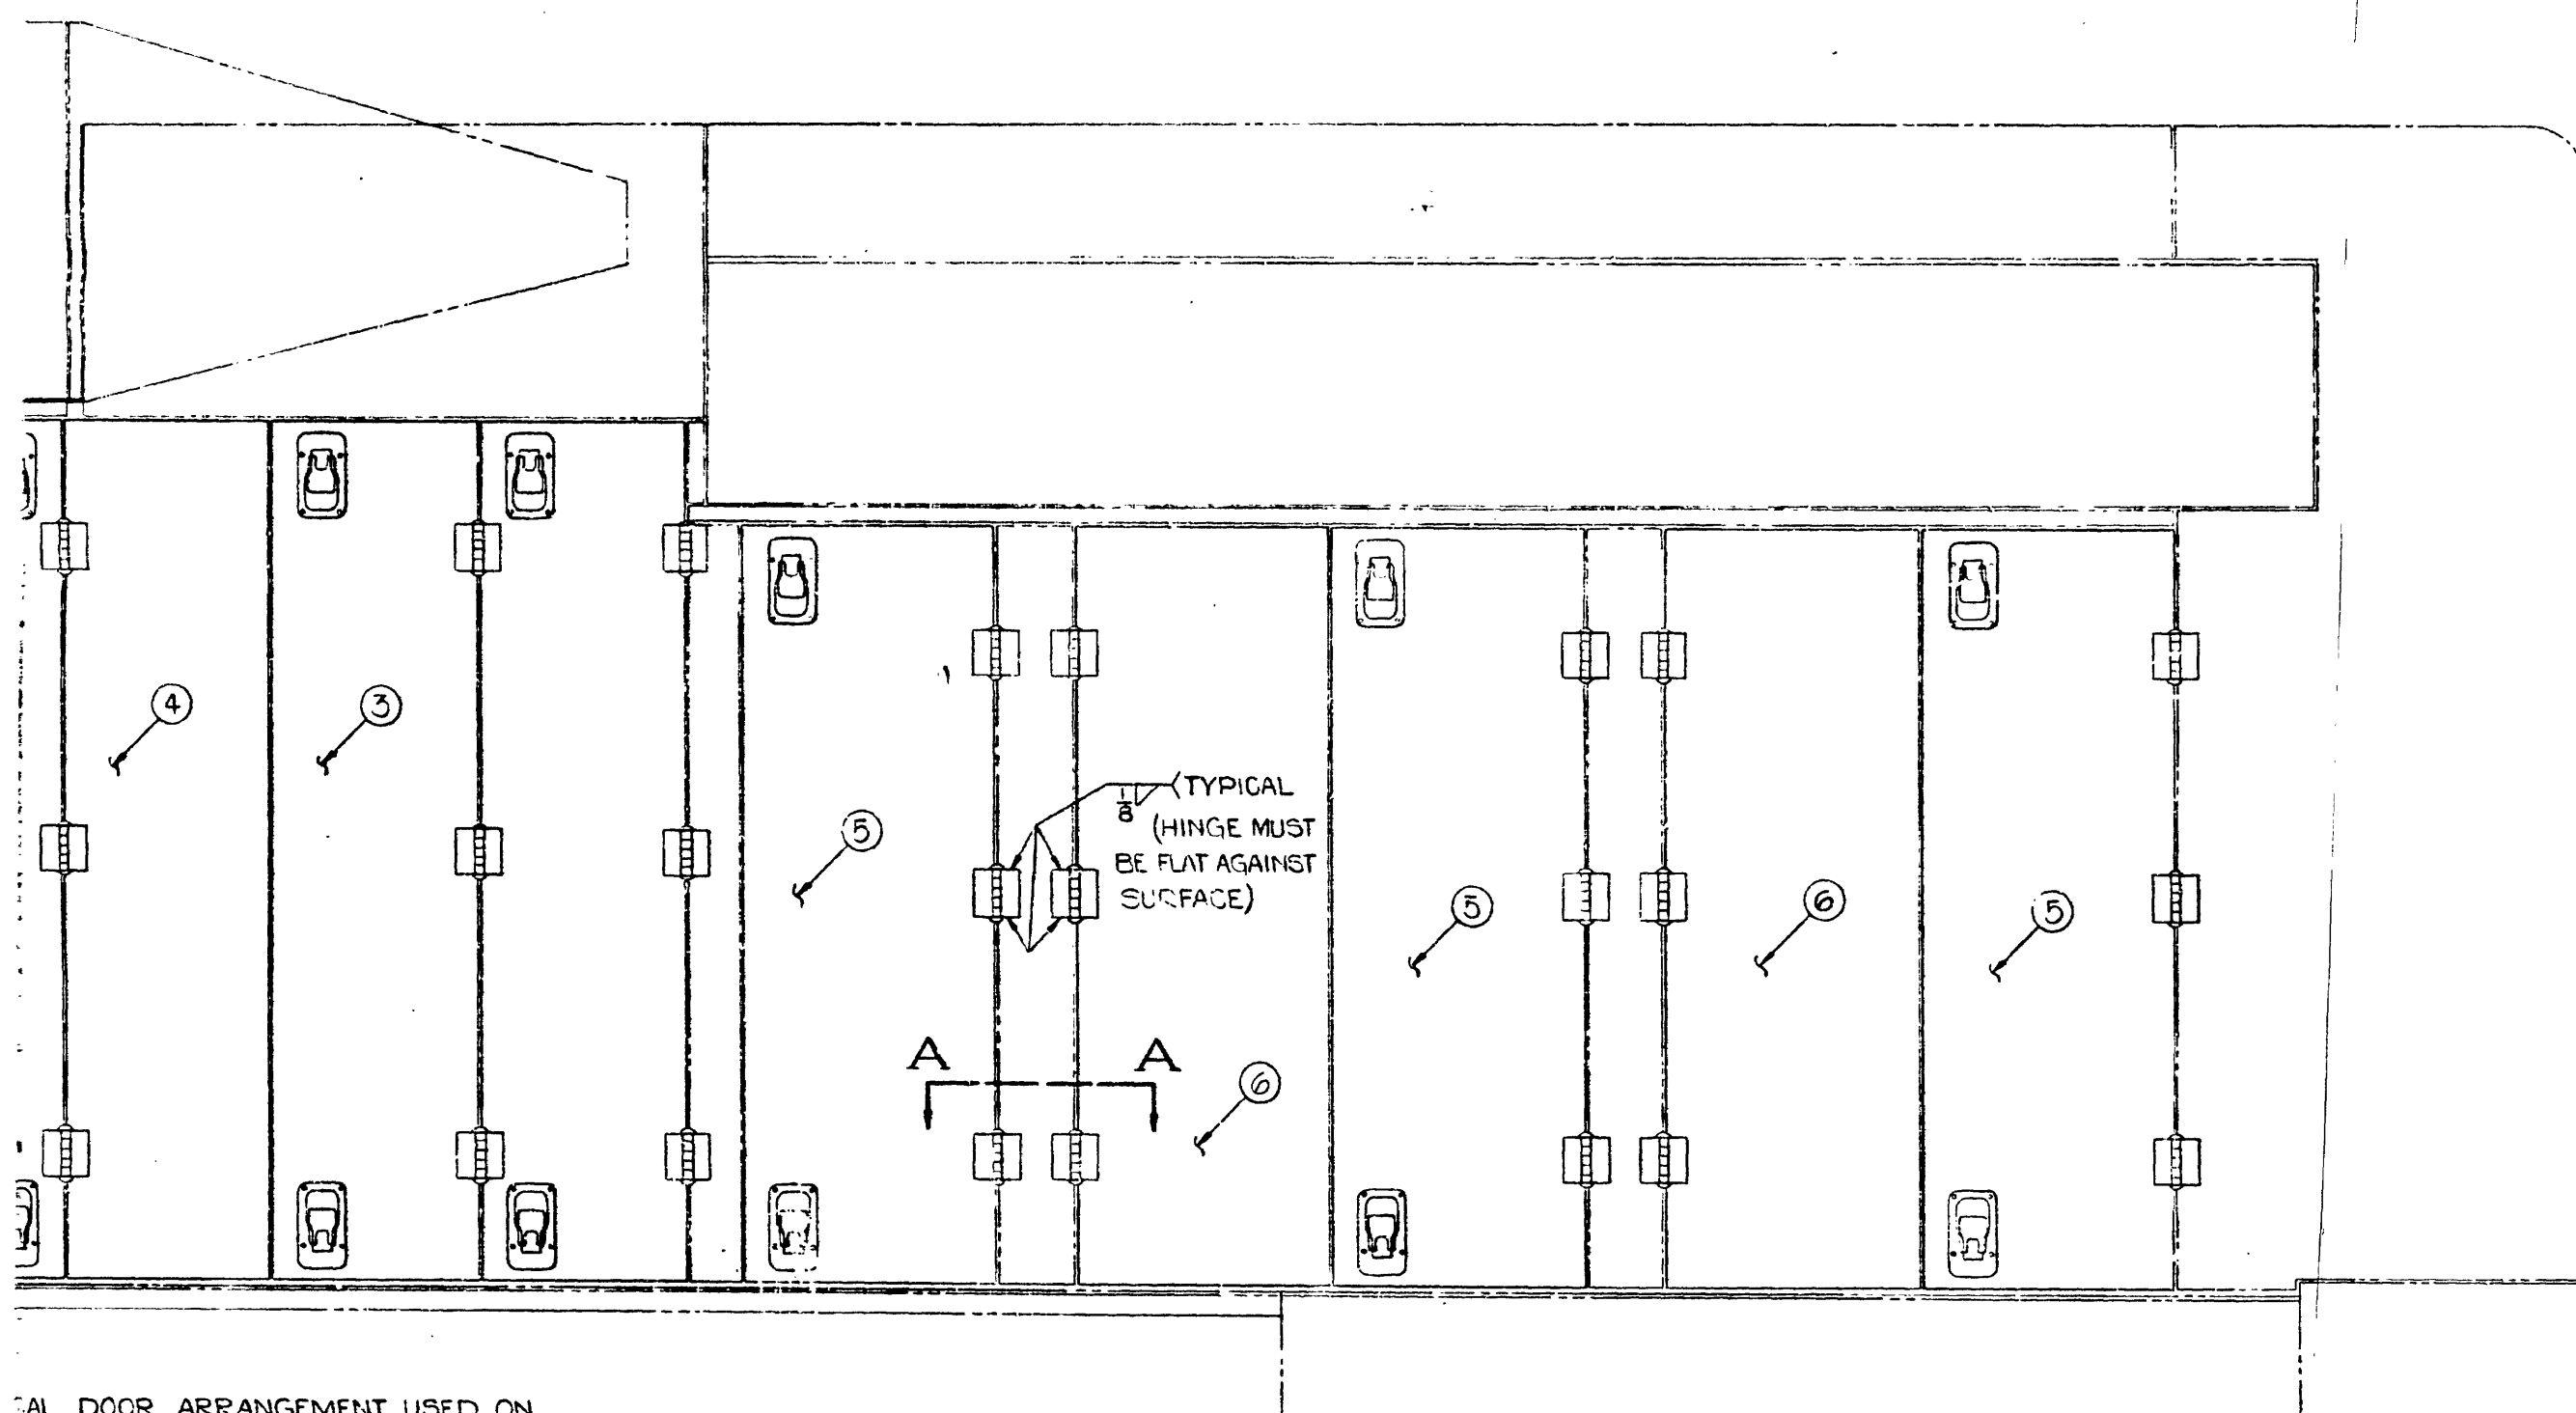 4
3
5
1/8 TYPICAL
(HINGE MUST
BE FLAT AGAINST
SURFACE)
5
6
5
A A
6
DOOR ARRANGEMENT USED ON